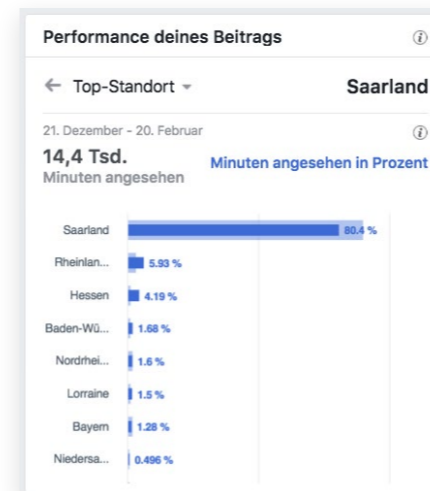 Performance deines Beitrags
Top-Standort
Saarland
21. Dezember - 20. Februar
14,4 Tsd.
Minuten angesehen in Prozent
Minuten angesehen
Saarland 80.4 %
Rheinlan... 5.93 %
Hessen 4.19 %
Baden-Wü... 1.68 %
Nordrhei... 1.6 %
Lorraine 1.5 %
Bayern 1.28 %
Niedersa... 0.496 %